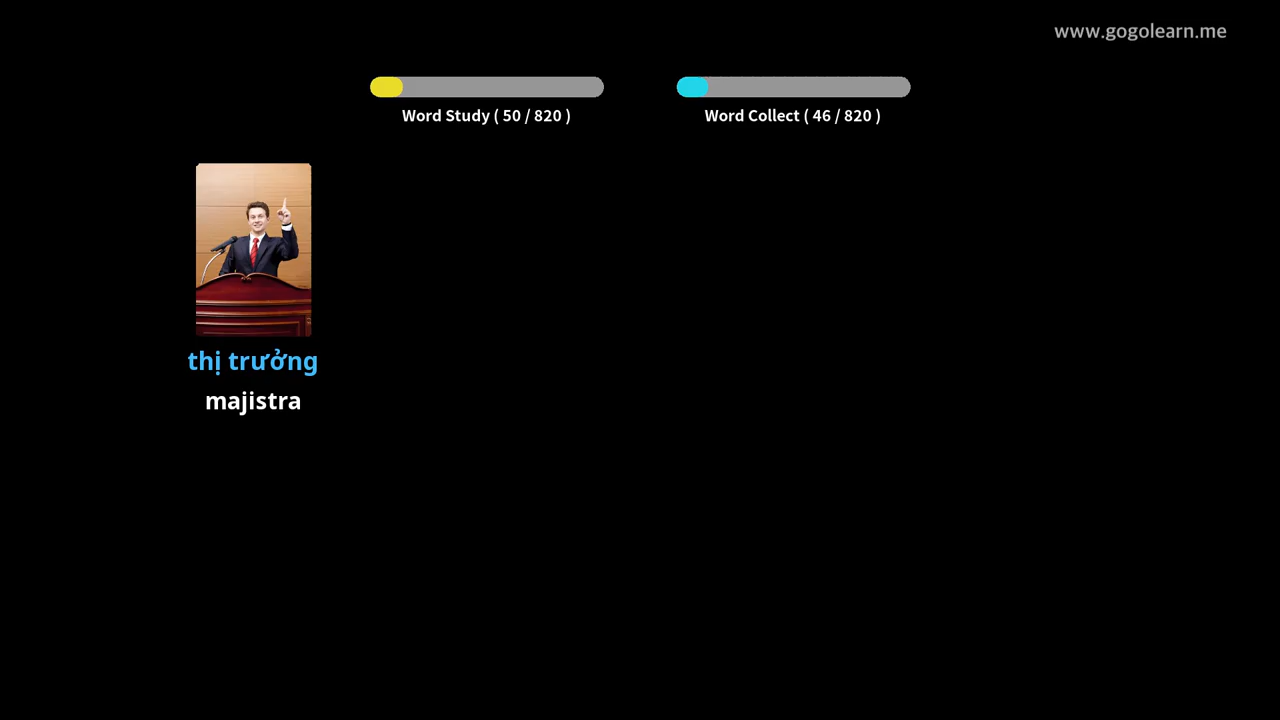 www.gogolearn.me
Word Study ( 50 / 820 )
Word Collect ( 46 / 820 )
thị trưởng
majistra